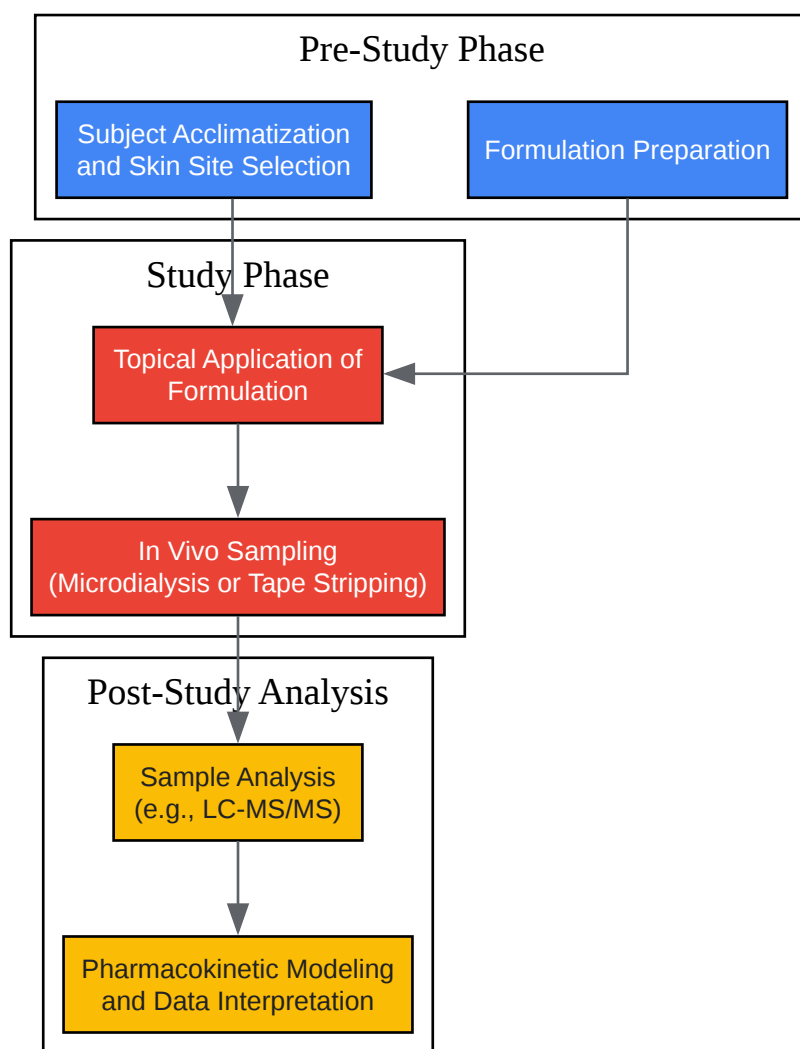 Pre-Study Phase
Subject Acclimatization
and Skin Site Selection
Formulation Preparation
Study Phase
Topical Application of
Formulation
In Vivo Sampling
(Microdialysis or Tape Stripping)
Post-Study Analysis
Sample Analysis
(e.g., LC-MS/MS)
Pharmacokinetic Modeling
and Data Interpretation